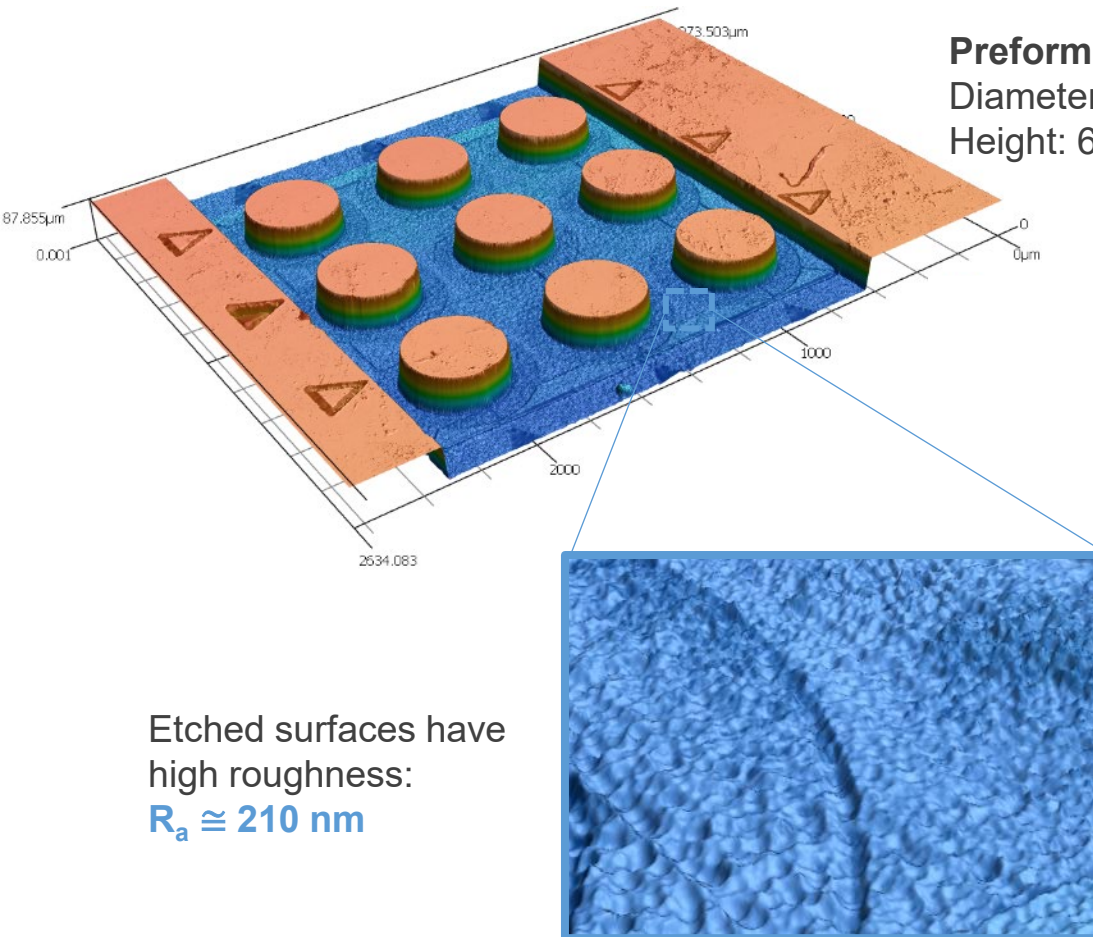 Preform
Diameter
Height: 6
973.503μm
87.855μm
0.001
0
0μm
1000
2000
2634.083
Etched surfaces have
high roughness:
Rₐ ≅ 210 nm